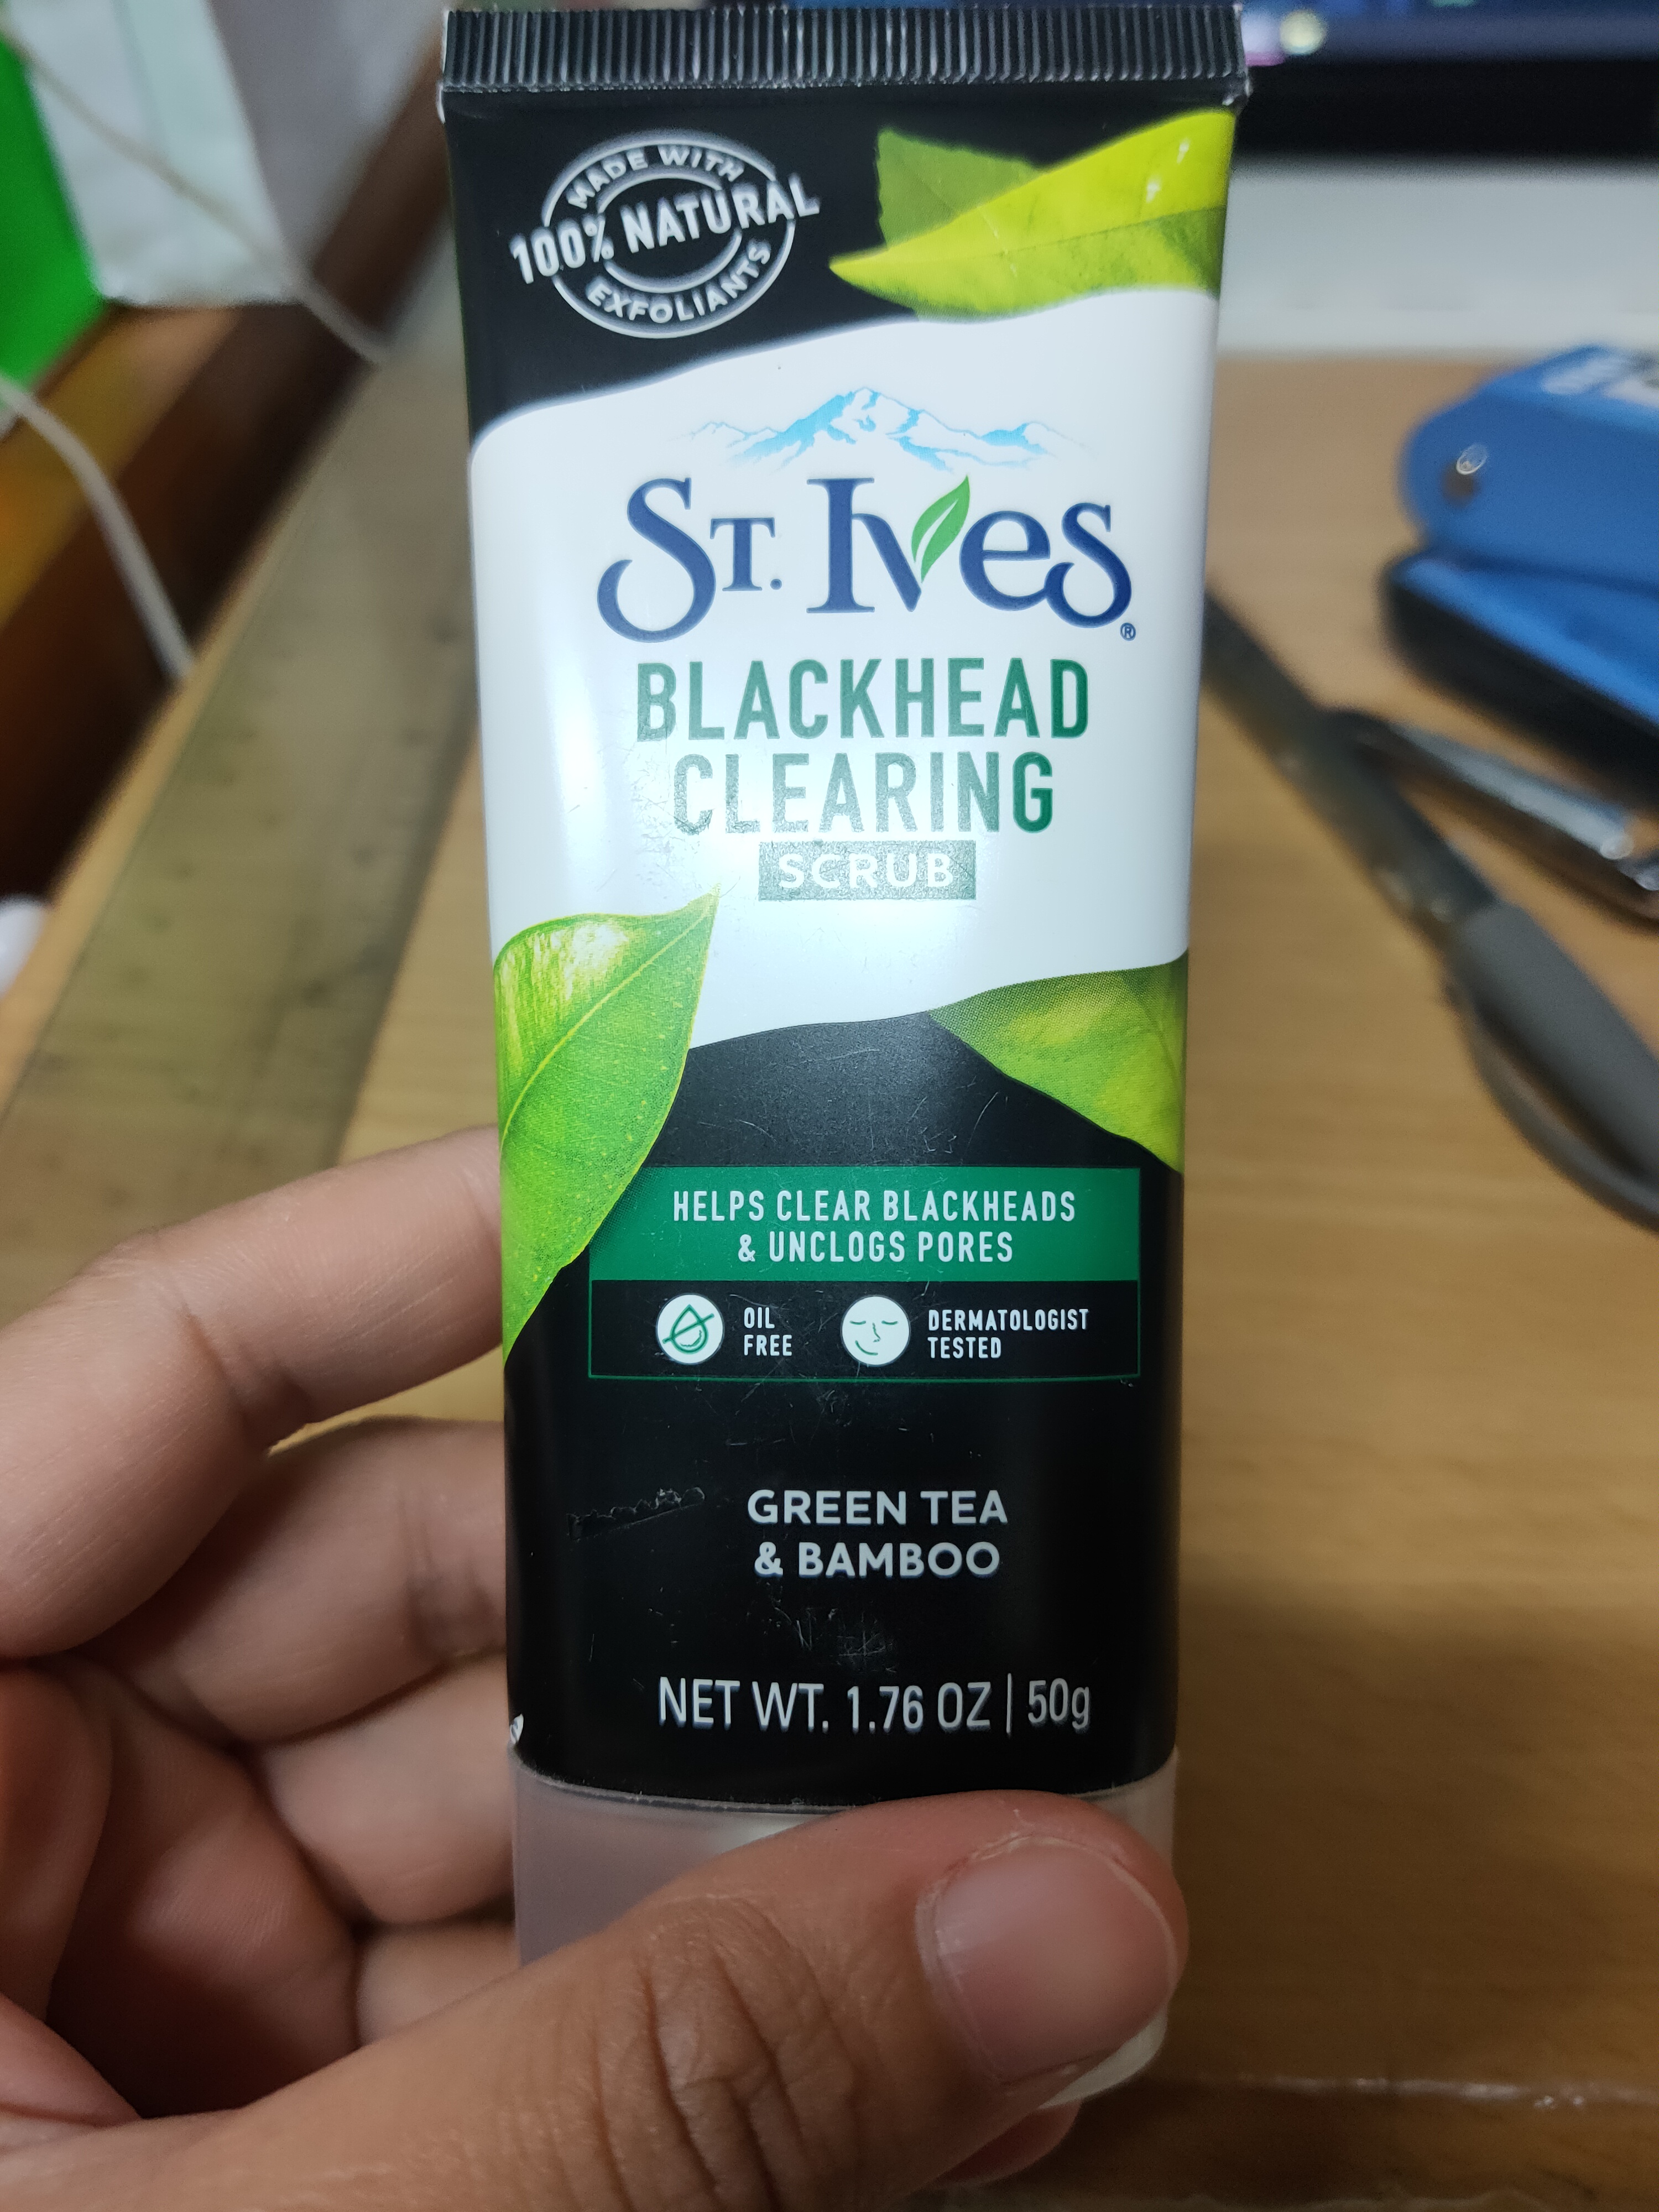 MADE WITH
100% NATURAL
EXFOLIANTS
ST. IVES®
BLACKHEAD
CLEARING
SCRUB
HELPS CLEAR BLACKHEADS
& UNCLOGS PORES
OIL
FREE
DERMATOLOGIST
TESTED
GREEN TEA
& BAMBOO
NET WT. 1.76 OZ | 50g